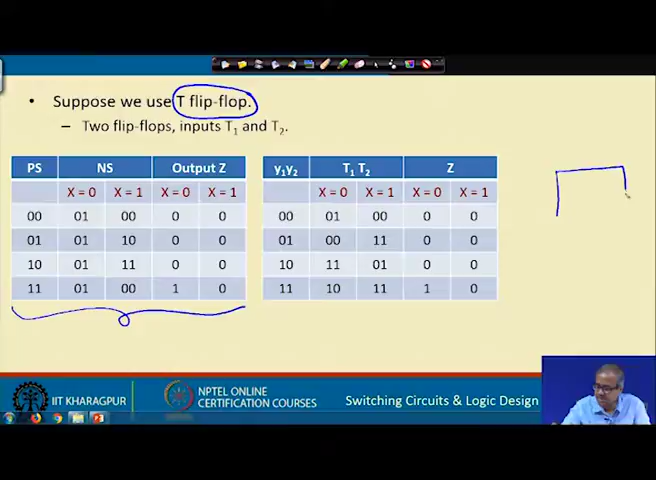 • Suppose we use T flip-flop.
– Two flip-flops, inputs T1 and T2.
PS NS Output Z
X = 0 X = 1 X = 0 X = 1
00 01 00 0 0
01 01 10 0 0
10 01 11 0 0
11 01 00 1 0
y1y2 T1 T2 Z
X = 0 X = 1 X = 0 X = 1
00 01 00 0 0
01 00 11 0 0
10 11 01 0 0
11 10 11 1 0
IIT KHARAGPUR
NPTEL ONLINE
CERTIFICATION COURSES
Switching Circuits & Logic Design